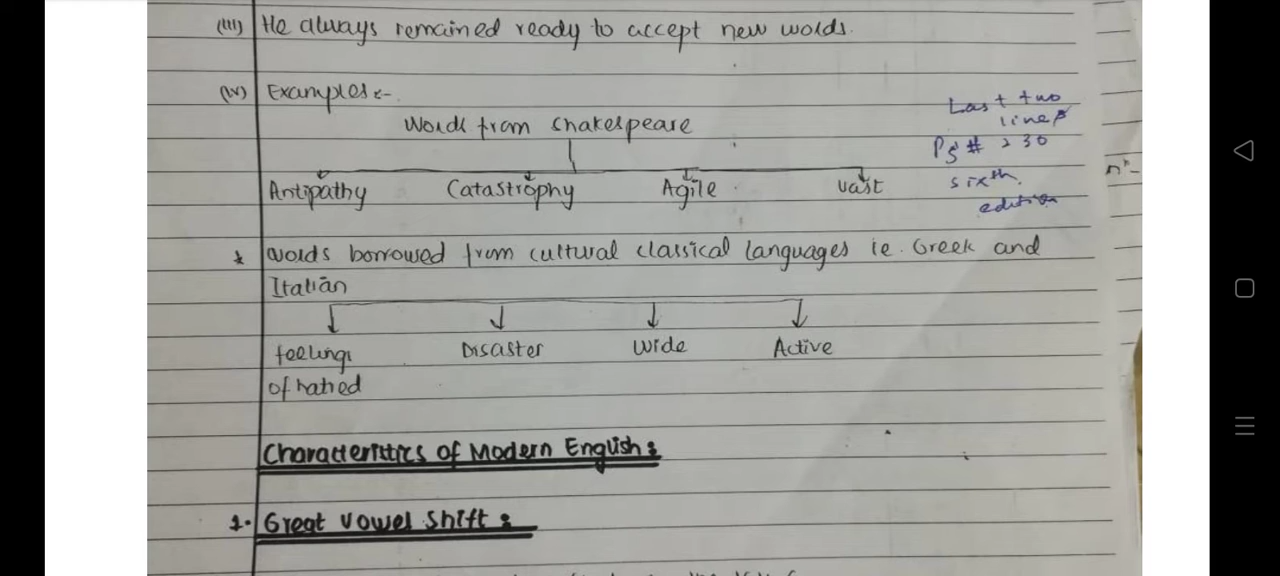 (III) He always remained ready to accept new words.
(IV) Examples:-
Words from Shakespeare
Last two
lines
Pg # 230
sixth
edition
Antipathy Catastrophy Agile Vast
* Words borrowed from cultural classical languages ie. Greek and
Italian
feelings Disaster Wide Active
of hatred
Characteristics of Modern English:
1. Great Vowel Shift: